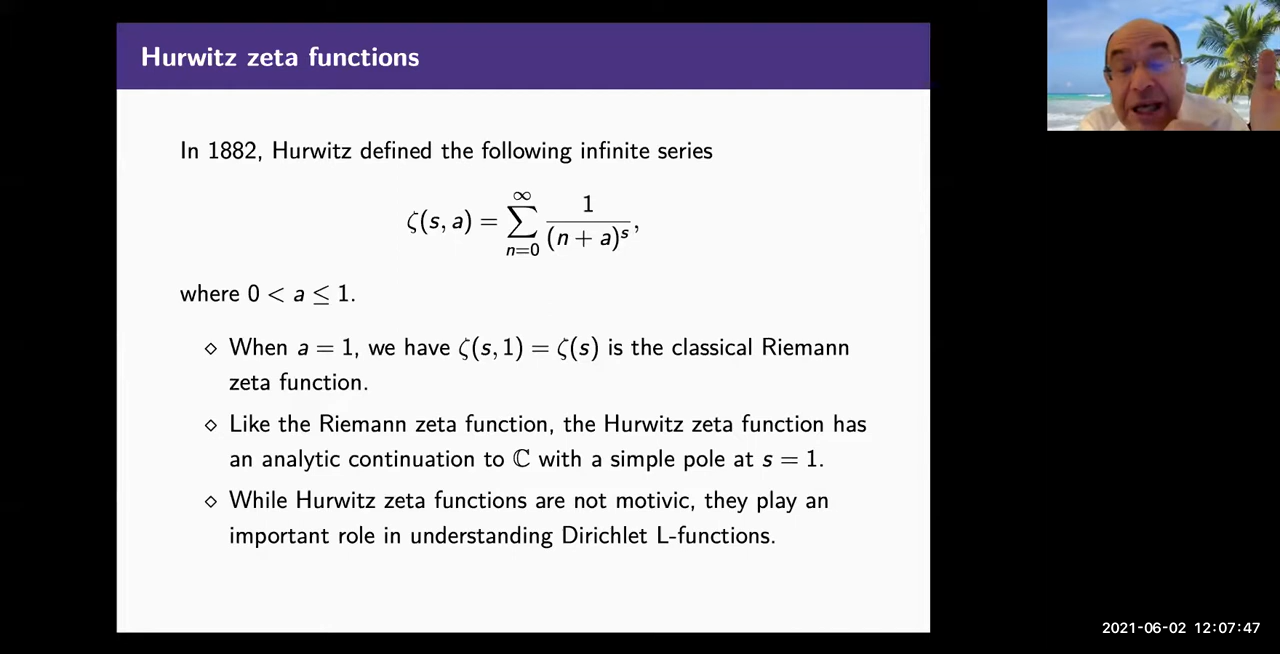 Hurwitz zeta functions
In 1882, Hurwitz defined the following infinite series
ζ(s, a) = ∑_{n=0}^{∞} 1/(n + a)^s,
where 0 < a ≤ 1.
⋄ When a = 1, we have ζ(s, 1) = ζ(s) is the classical Riemann
zeta function.
⋄ Like the Riemann zeta function, the Hurwitz zeta function has
an analytic continuation to ℂ with a simple pole at s = 1.
⋄ While Hurwitz zeta functions are not motivic, they play an
important role in understanding Dirichlet L-functions.
2021-06-02 12:07:47